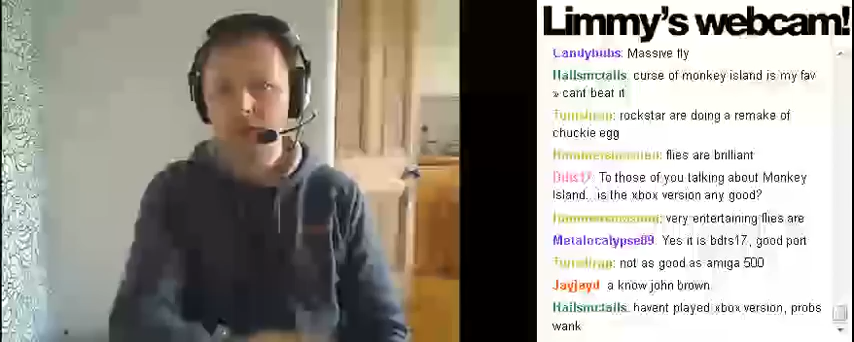 Limmy's webcam!
Massive fly
Hailsmctails: curse of monkey island is my fav
» cant beat it
rockstar are doing a remake of
chuckie egg
flies are brilliant
To those of you talking about Monkey
Island... is the xbox version any good?
very entertaining flies are
Metalocalypse89: Yes it is bdts17, good port
not as good as amiga 500
Jayjayd: a know john brown
Hailsmctails: havent played xbox version, probs
wank